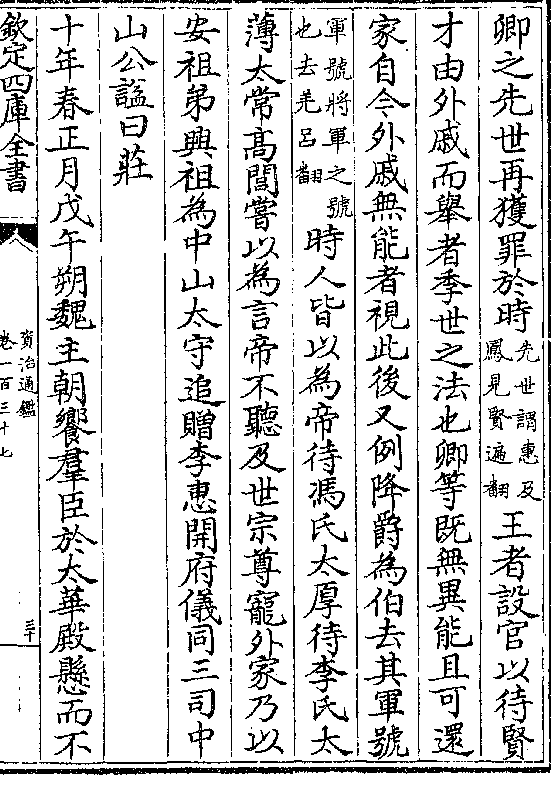 卿之先世再獲罪於時先世謂惠及鳳見賢遍翻王者設官以待賢
才由外戚而舉者季世之法也卿等既無異能且可還
家自今外戚無能者視此後又例降爵為伯去其軍號
軍號將軍之號也去羌呂翻時人皆以為帝待馮氏太厚待李氏太
薄太常髙閭嘗以為言帝不聽及世宗尊寵外家乃以
安祖弟興祖為中山太守追贈李惠開府儀同三司中
山公諡曰莊
十年春正月戊午朔魏主朝饗羣臣於太華殿懸而不
欽定四庫全書
資治通鑑
卷一百三十七
三十